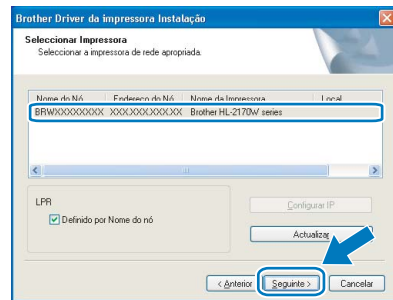 Brother Driver da impressora Instalação
Seleccionar Impressora
Seleccionar a impressora de rede apropriada.
Nome do Nó Endereço do Nó Nome da Impressora Local
BRWXXXXXXXX XXX.XXX.XXX.XX Brother HL-2170W series
LPR
Configurar IP
Definido por Nome do nó
Actualizar
< Anterior Seguinte > Cancelar